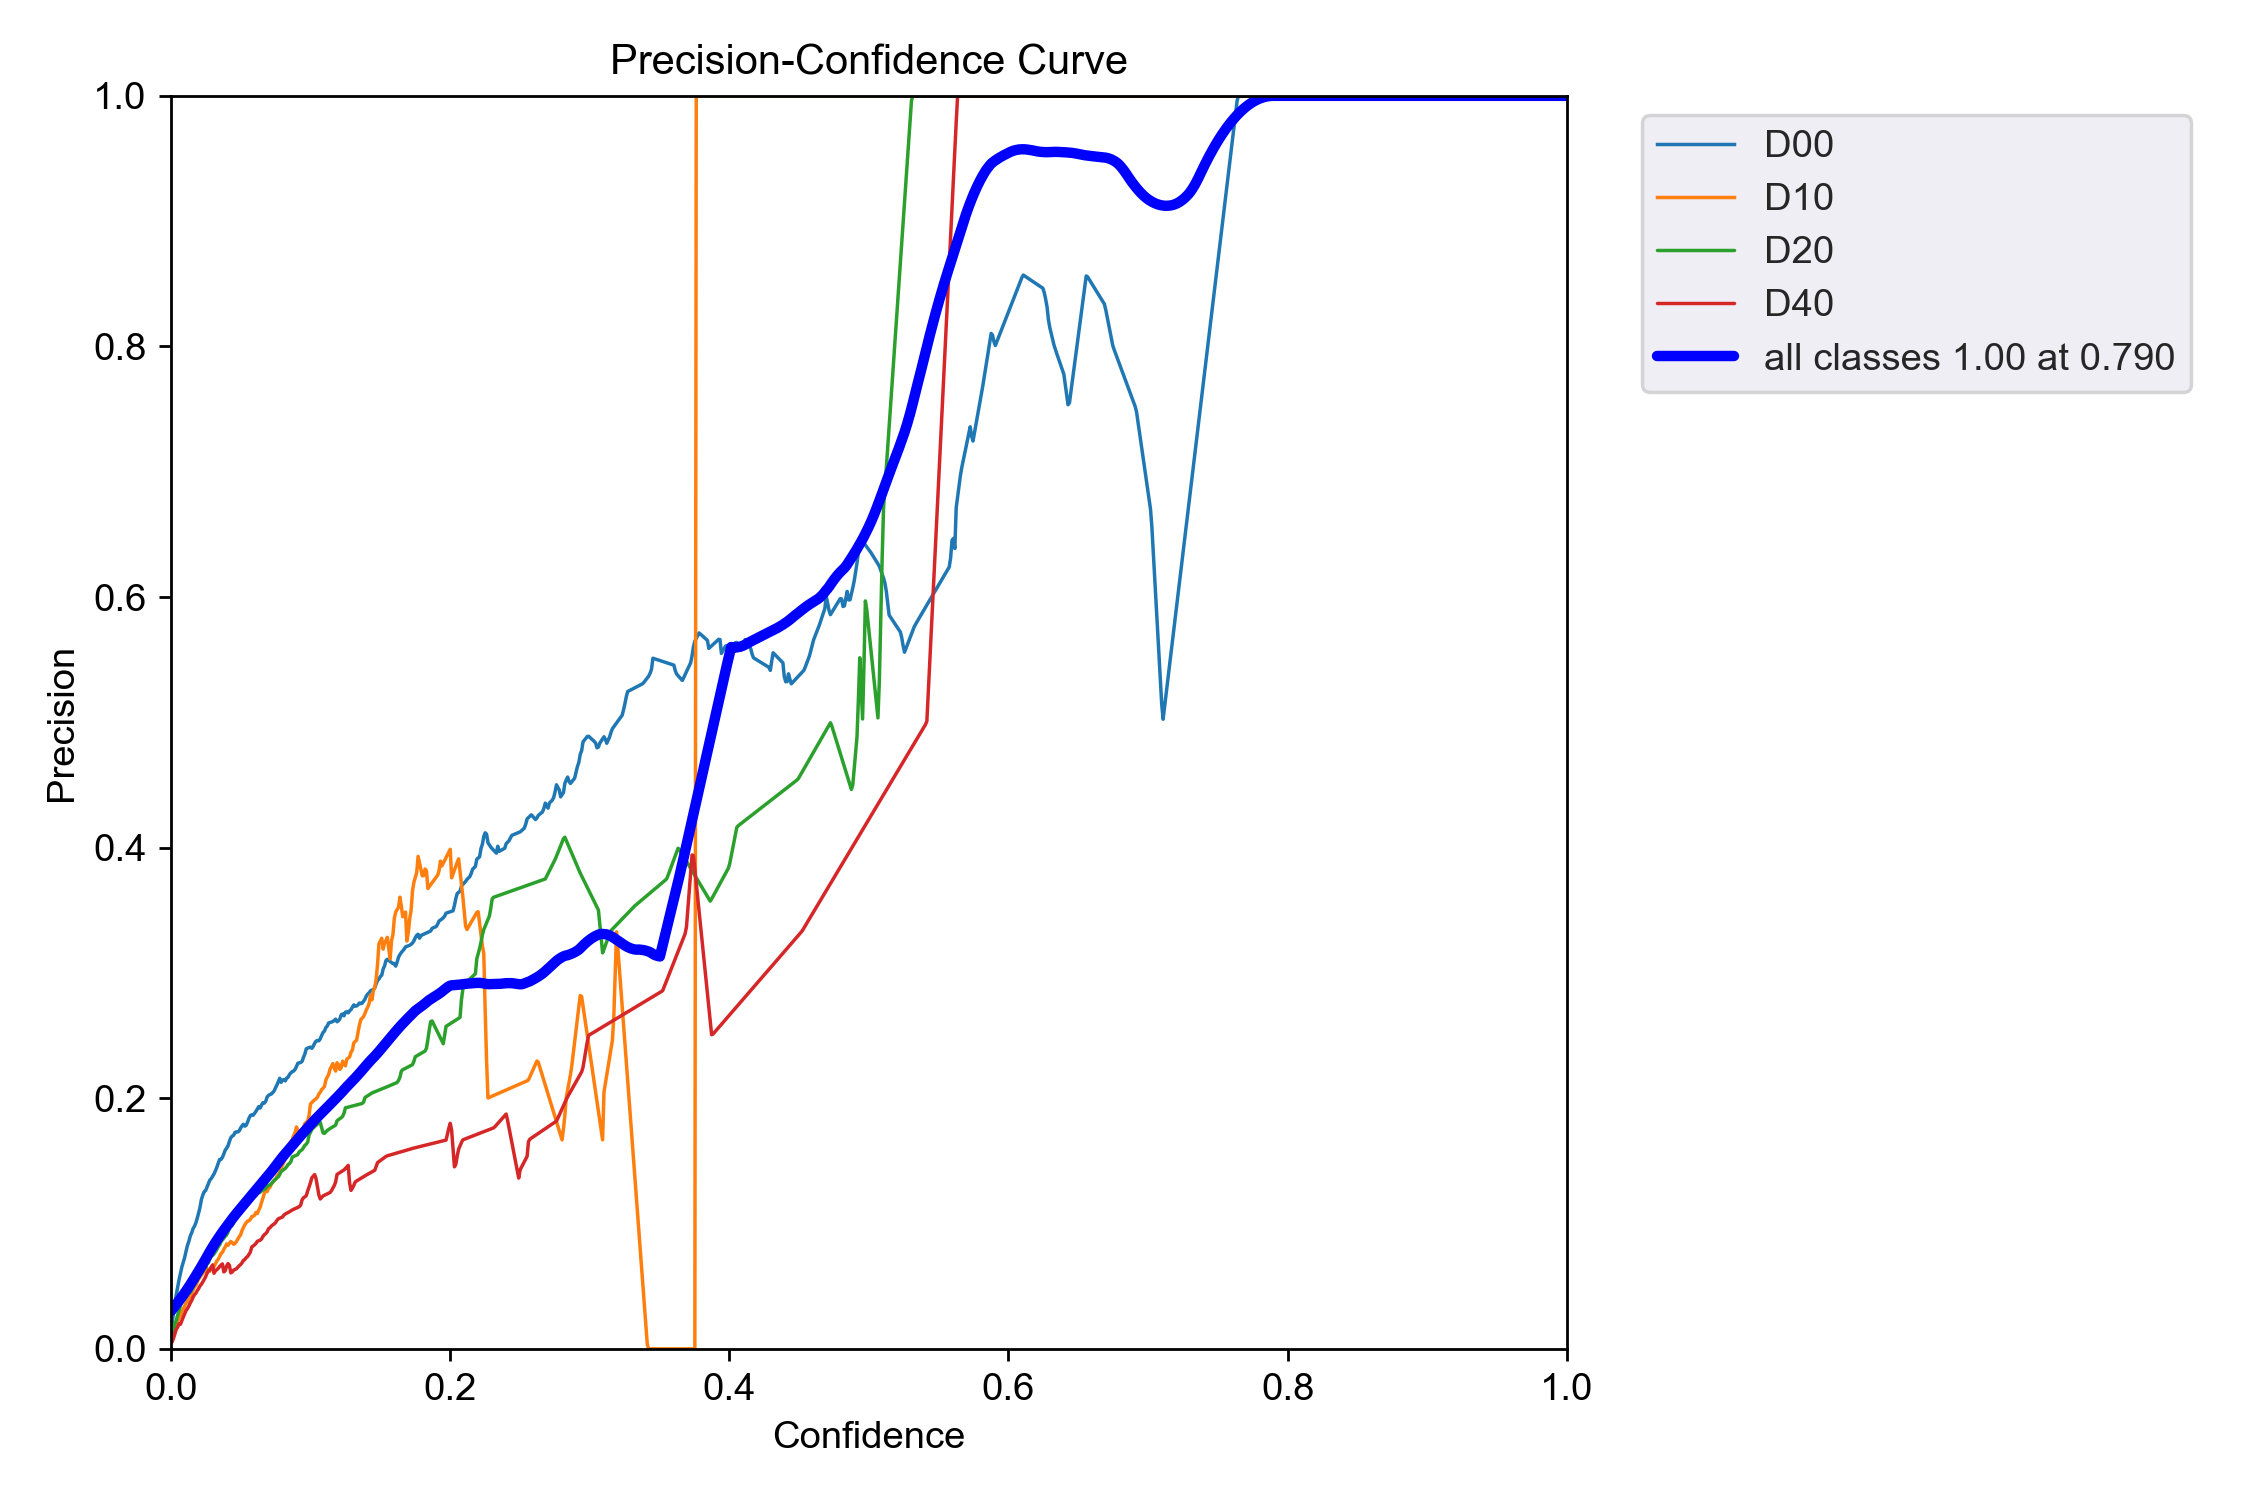 Precision-Confidence Curve
1.0
0.8
0.6
0.4
0.2
0.0
Precision
0.0 0.2 0.4 0.6 0.8 1.0
Confidence
D00
D10
D20
D40
all classes 1.00 at 0.790